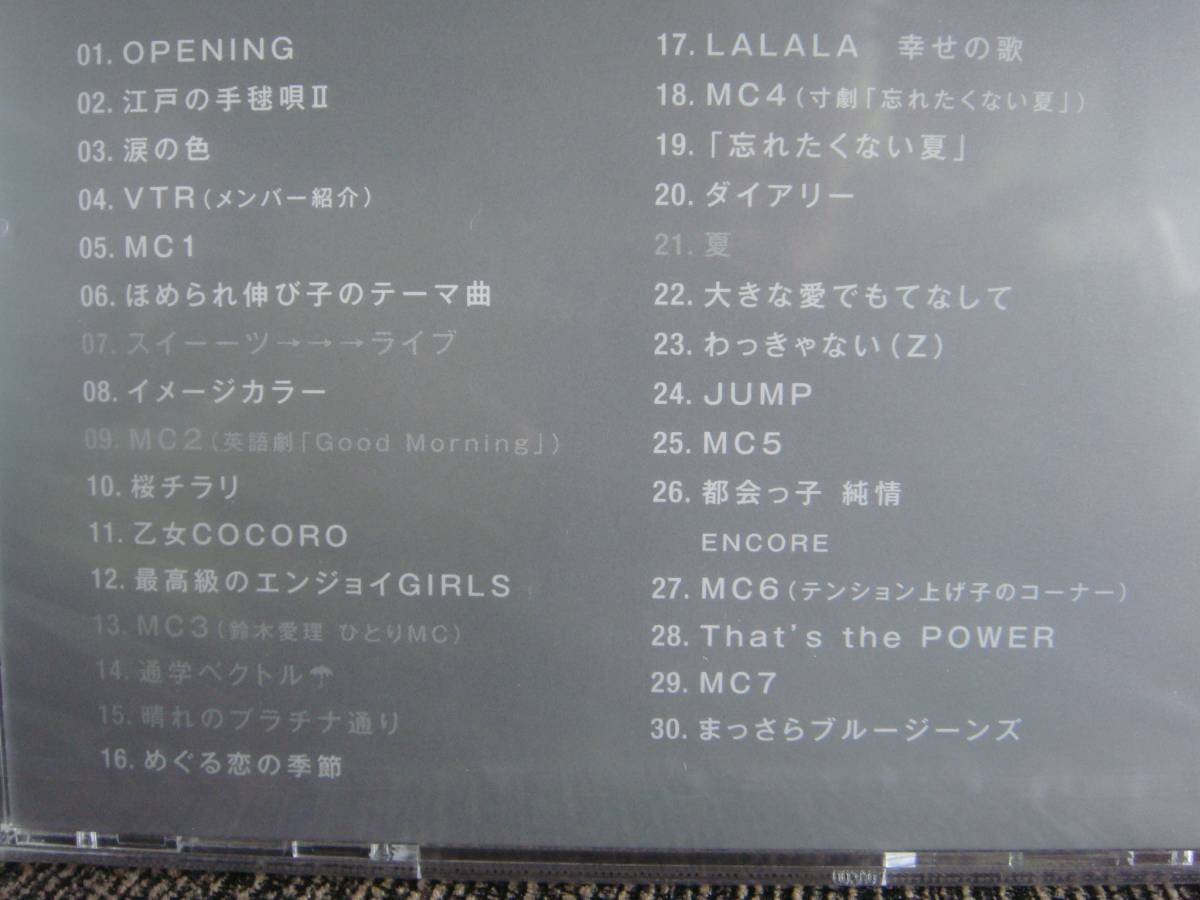 01. OPENING
02. 江戸の手毬唄Ⅱ
03. 涙の色
04. VTR(メンバー紹介)
05. MC1
06. ほめられ伸び子のテーマ曲
07. スイーーツ→→→ライブ
08. イメージカラー
09. MC2(英語劇「Good Morning」)
10. 桜チラリ
11. 乙女COCORO
12. 最高級のエンジョイGIRLS
13. MC3(鈴木愛理 ひとりMC)
14. 通学ベクトル☂
15. 晴れのプラチナ通り
16. めぐる恋の季節
17. LALALA 幸せの歌
18. MC4(寸劇「忘れたくない夏」)
19. 「忘れたくない夏」
20. ダイアリー
21. 夏
22. 大きな愛でもてなして
23. わっきゃない(Z)
24. JUMP
25. MC5
26. 都会っ子 純情
ENCORE
27. MC6(テンション上げ子のコーナー)
28. That's the POWER
29. MC7
30. まっさらブルージーンズ